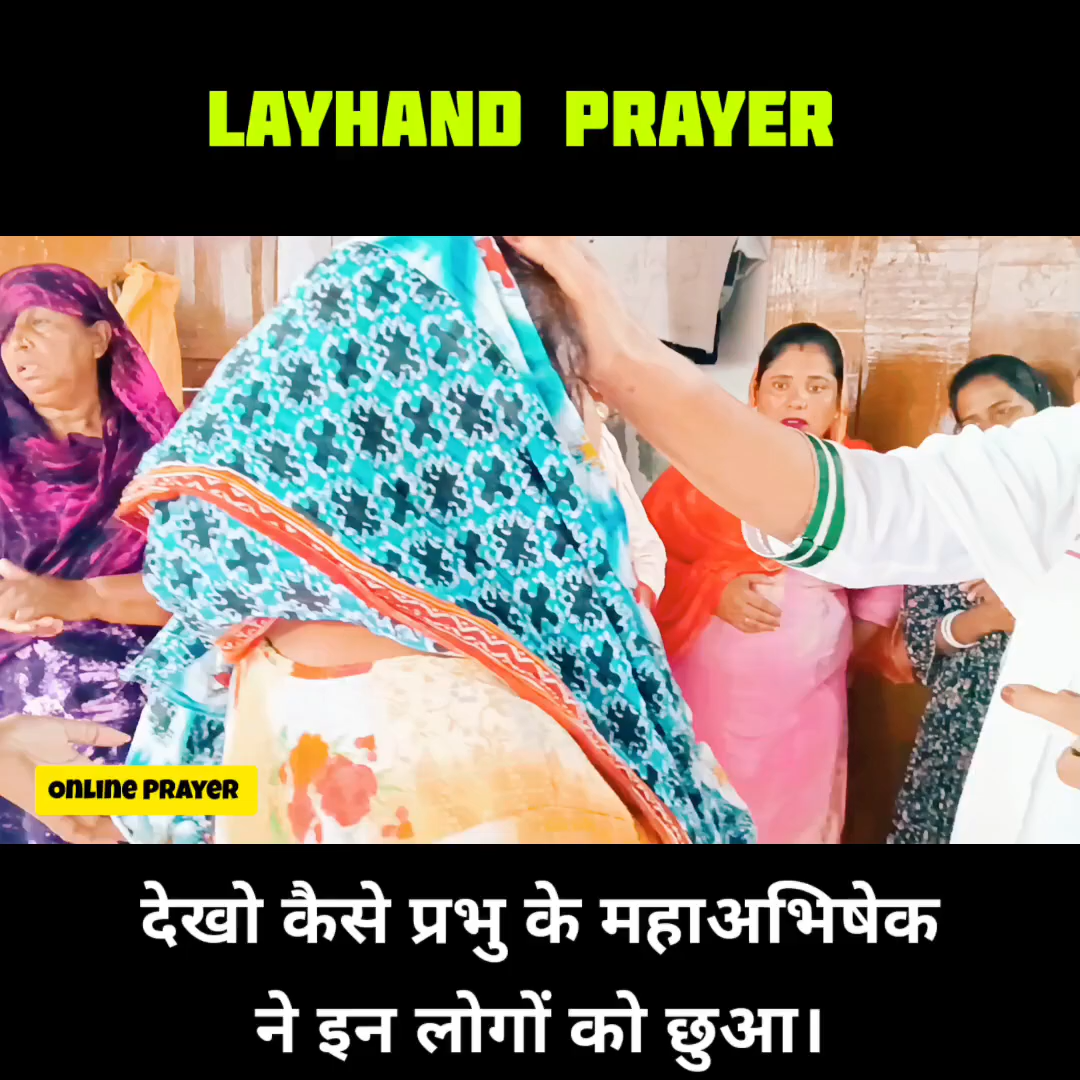 LAYHAND PRAYER
ONLINE PRAYER
देखो कैसे प्रभु के महाअभिषेक
ने इन लोगों को छुआ।